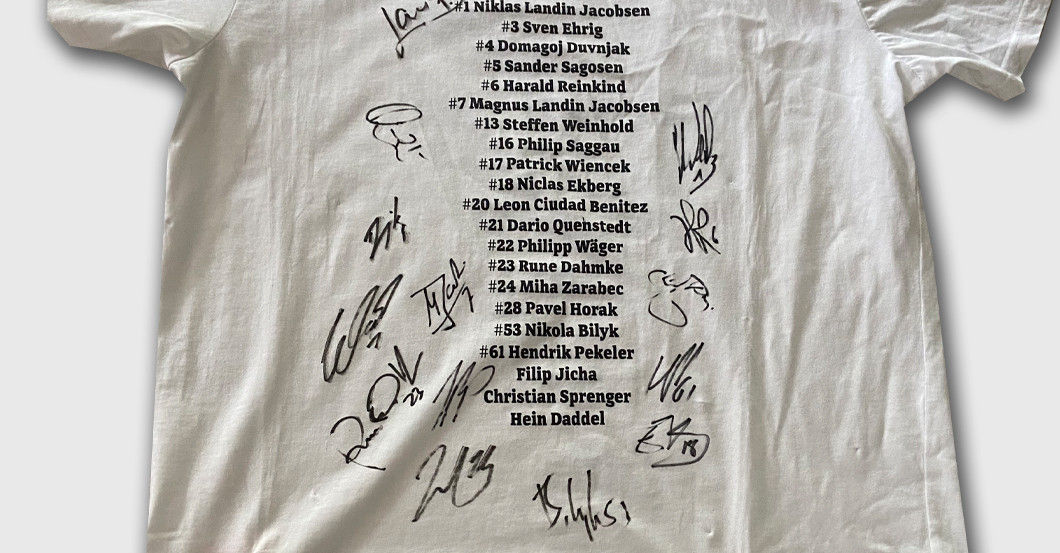 #1 Niklas Landin Jacobsen
#3 Sven Ehrig
#4 Domagoj Duvnjak
#5 Sander Sagosen
#6 Harald Reinkind
#7 Magnus Landin Jacobsen
#13 Steffen Weinhold
#16 Philip Saggau
#17 Patrick Wiencek
#18 Niclas Ekberg
#20 Leon Ciudad Benitez
#21 Dario Quenstedt
#22 Philipp Wäger
#23 Rune Dahmke
#24 Miha Zarabec
#28 Pavel Horak
#53 Nikola Bilyk
#61 Hendrik Pekeler
Filip Jicha
Christian Sprenger
Hein Daddel